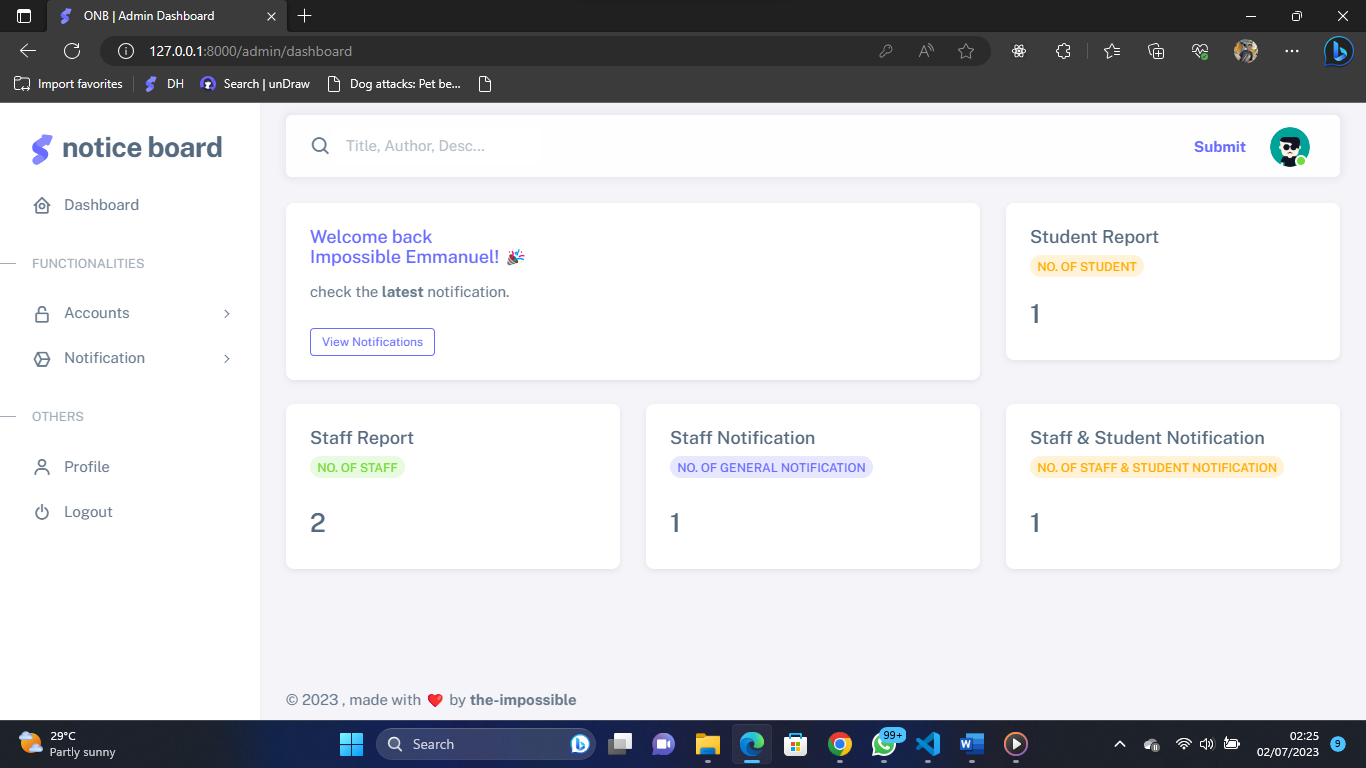 ONB | Admin Dashboard
127.0.0.1:8000/admin/dashboard
Import favorites
DH
Search | unDraw
Dog attacks: Pet be...
notice board
Title, Author, Desc...
Submit
Dashboard
FUNCTIONALITIES
Accounts
Notification
OTHERS
Profile
Logout
Welcome back
Impossible Emmanuel! 🎉
check the latest notification.
View Notifications
Student Report
NO. OF STUDENT
1
Staff Report
NO. OF STAFF
2
Staff Notification
NO. OF GENERAL NOTIFICATION
1
Staff & Student Notification
NO. OF STAFF & STUDENT NOTIFICATION
1
© 2023 , made with ❤️ by the-impossible
29°C
Partly sunny
Search
99+
02:25
02/07/2023
9